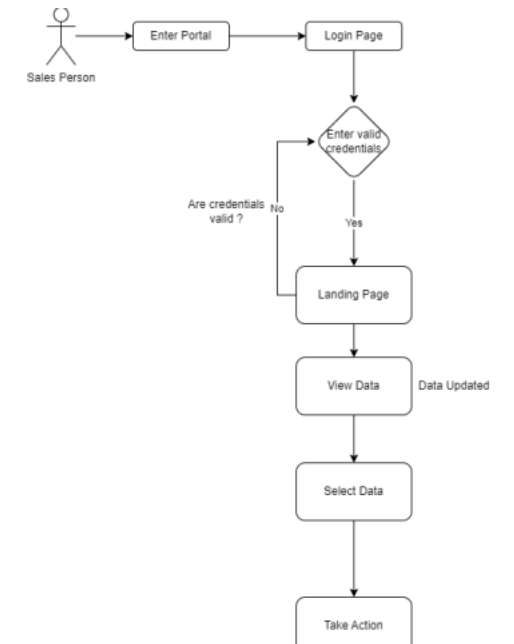 Enter Portal
Login Page
Sales Person
Enter valid
credentials
Are credentials
valid ?
No
Yes
Landing Page
View Data
Data Updated
Select Data
Take Action